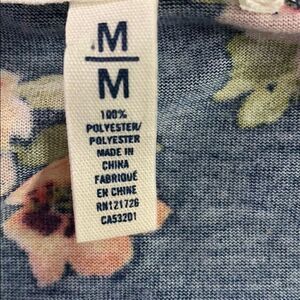 M
M
100%
POLYESTER/
POLYESTER
MADE IN
CHINA
FABRIQUÉ
EN CHINE
RN121726
CA53201